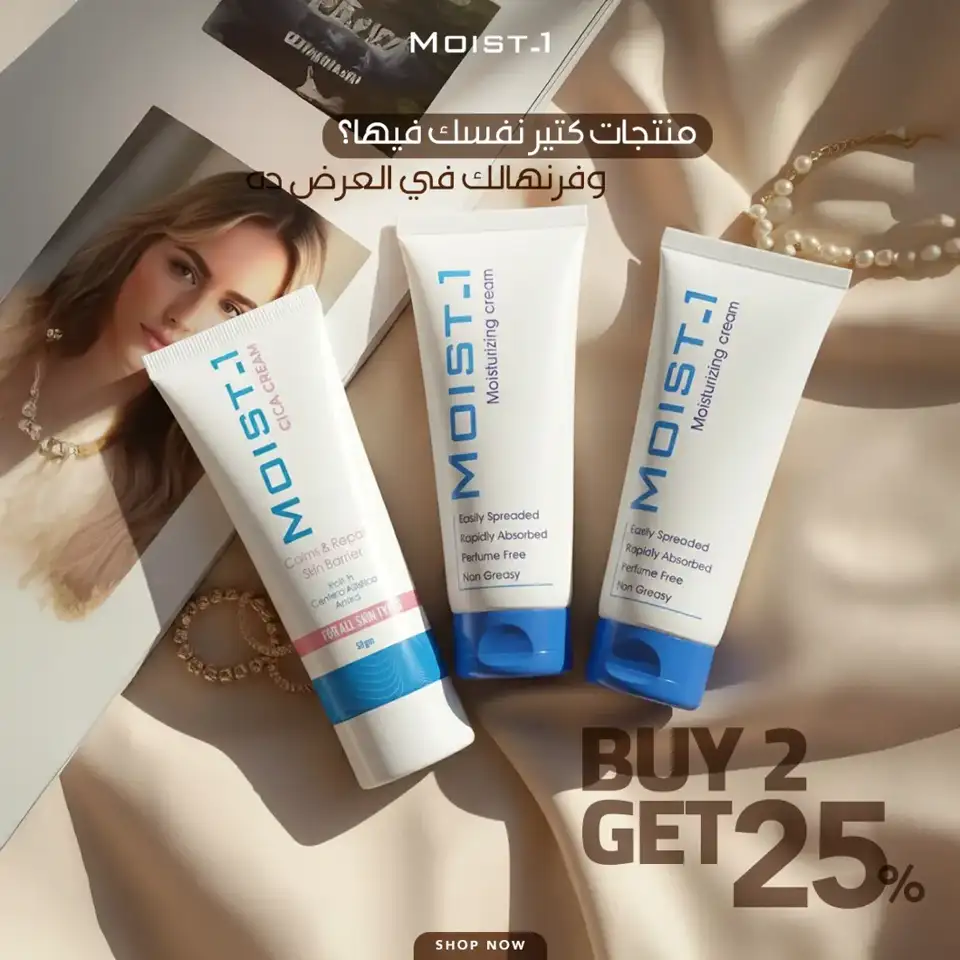 MOIST-1
منتجات كتير نفسك فيها؟
وفرنهالك في العرض ده
MOIST-1
CICA CREAM
Calms & Repair
Skin Barrier
FOR ALL SKIN TYPES
50 gm
MOIST-1
Moisturizing cream
Easily Spreaded
Rapidly Absorbed
Perfume Free
Non Greasy
MOIST-1
Moisturizing cream
Easily Spreaded
Rapidly Absorbed
Perfume Free
Non Greasy
BUY 2
GET 25%
SHOP NOW